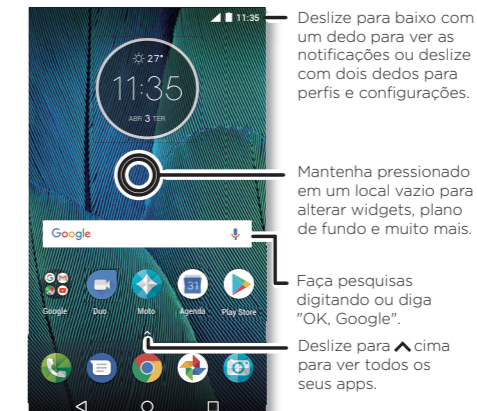 11:35
Deslize para baixo com
um dedo para ver as
notificações ou deslize
com dois dedos para
perfis e configurações.
27°
11:35
ABR 3 TER
Mantenha pressionado
em um local vazio para
alterar widgets, plano
de fundo e muito mais.
Google
Faça pesquisas
digitando ou diga
"OK, Google".
31
Google Duo Moto Agenda Play Store
Deslize para cima
para ver todos os
seus apps.